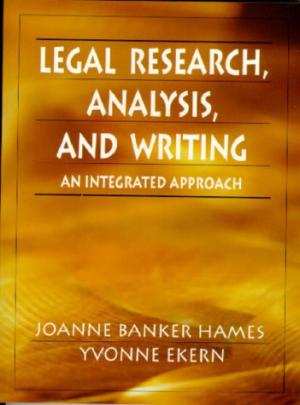 LEGAL RESEARCH,
ANALYSIS,
AND WRITING
AN INTEGRATED APPROACH
JOANNE BANKER HAMES
YVONNE EKERN